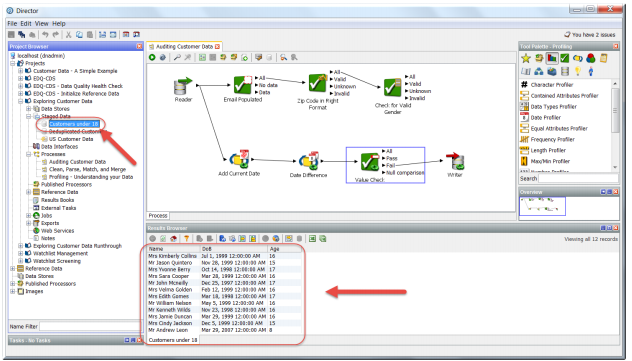 Director
File Edit View Help
You have 2 issues
Project Browser
localhost (dnadmin)
Projects
Customer Data - A Simple Example
EDQ-CDS
EDQ-CDS - Data Quality Health Check
EDQ-CDS - Initialize Reference Data
Exploring Customer Data
Data Stores
Staged Data
Customers under 18
Deduplicated Customers
US Customer Data
Data Interfaces
Processes
Auditing Customer Data
Clean, Parse, Match, and Merge
Profiling - Understanding your Data
Published Processors
Reference Data
Results Books
External Tasks
Jobs
Exports
Web Services
Notes
Exploring Customer Data Runthrough
Watchlist Management
Watchlist Screening
Reference Data
Data Stores
Published Processors
Images
Name Filter
Tasks - No Tasks
Auditing Customer Data
Reader
Email Populated
All
No data
Data
Zip Code in Right
Format
All
Valid
Unknown
Invalid
Check for Valid
Gender
All
Valid
Unknown
Invalid
Add Current Date
Date Difference
Value Check
All
Pass
Fail
Null comparison
Writer
Process
Tool Palette - Profiling
Character Profiler
Contained Attributes Profiler
Data Types Profiler
Date Profiler
Equal Attributes Profiler
Frequency Profiler
Length Profiler
Max/Min Profiler
Number Profiler
Search
Overview
Results Browser
Viewing all 12 records
Name DoB Age
Mrs Kimberly Collins Jul 1, 1998 12:00:00 AM 16
Mr Jason Quintero Nov 28, 1999 12:00:00 AM 15
Mrs Yvonne Berry Oct 14, 1998 12:00:00 AM 17
Mrs Sara Cooper Mar 28, 1999 12:00:00 AM 16
Mr John Mcneilly Dec 25, 1997 12:00:00 AM 17
Mrs Velma Golden Feb 12, 1999 12:00:00 AM 16
Mrs Edith Gomes Mar 18, 1998 12:00:00 AM 17
Mr William Nelson May 5, 1999 12:00:00 AM 16
Mr Kenneth Wilds Nov 23, 1998 12:00:00 AM 16
Mrs Jamie Duncan Mar 29, 1999 12:00:00 AM 16
Mrs Cindy Jackson Dec 5, 1999 12:00:00 AM 15
Mr Andrew Leon Mar 29, 2007 12:00:00 AM 8
Customers under 18